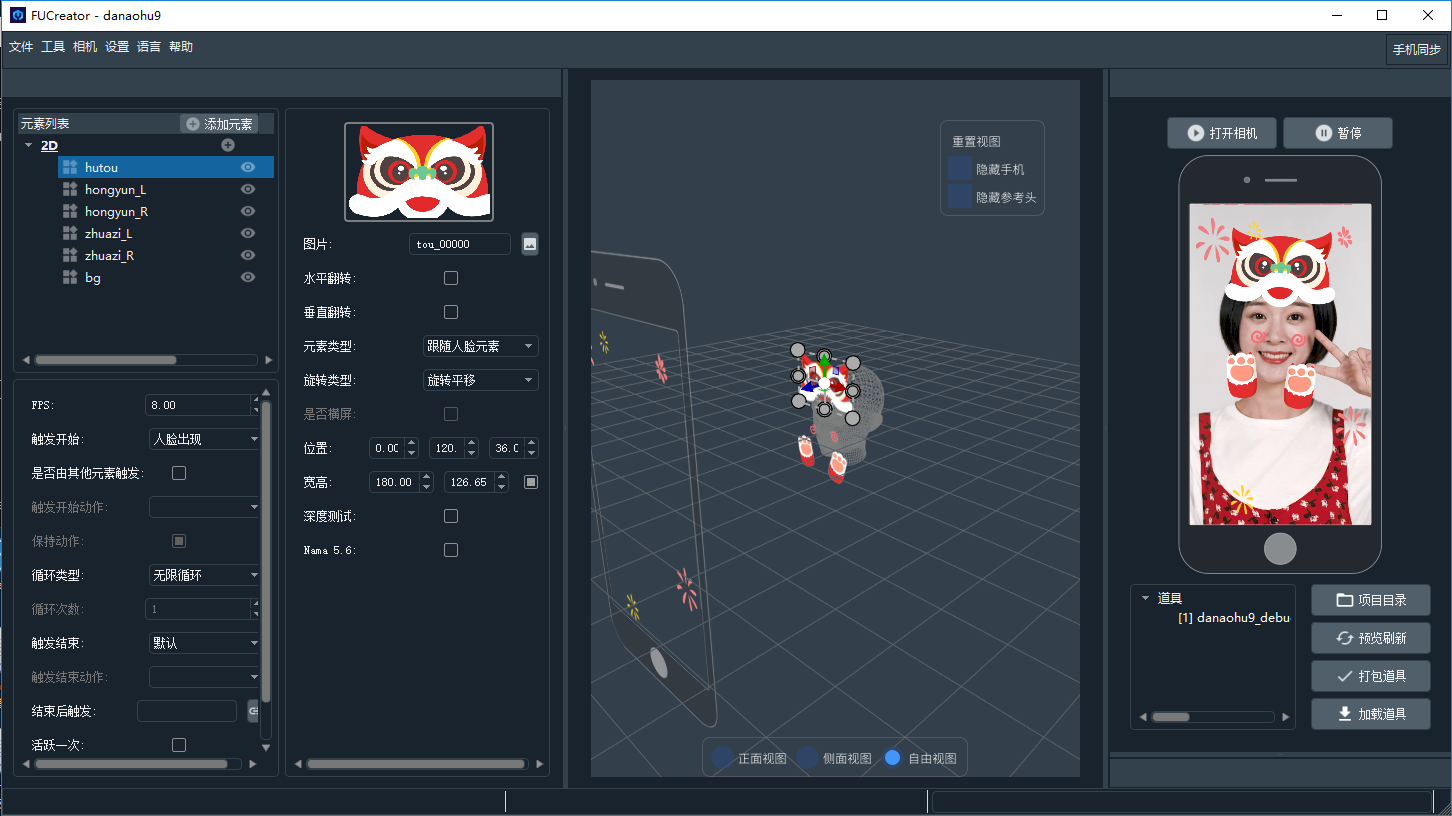 FUCreator - danaohu9
文件 工具 相机 设置 语言 帮助
手机同步
元素列表
添加元素
2D
hutou
hongyun_L
hongyun_R
zhuazi_L
zhuazi_R
bg
FPS:
8.00
触发开始:
人脸出现
是否由其他元素触发:
触发开始动作:
保持动作:
循环类型:
无限循环
循环次数:
1
触发结束:
默认
触发结束动作:
结束后触发:
活跃一次:
图片:
tou_00000
水平翻转:
垂直翻转:
元素类型:
跟随人脸元素
旋转类型:
旋转平移
是否横屏:
位置:
0.00
120.
36.0
宽高:
180.00
126.65
深度测试:
Nama 5.6:
重置视图
隐藏手机
隐藏参考头
正面视图
侧面视图
自由视图
打开相机
暂停
道具
[1] danaohu9_debu
项目目录
预览刷新
打包道具
加载道具